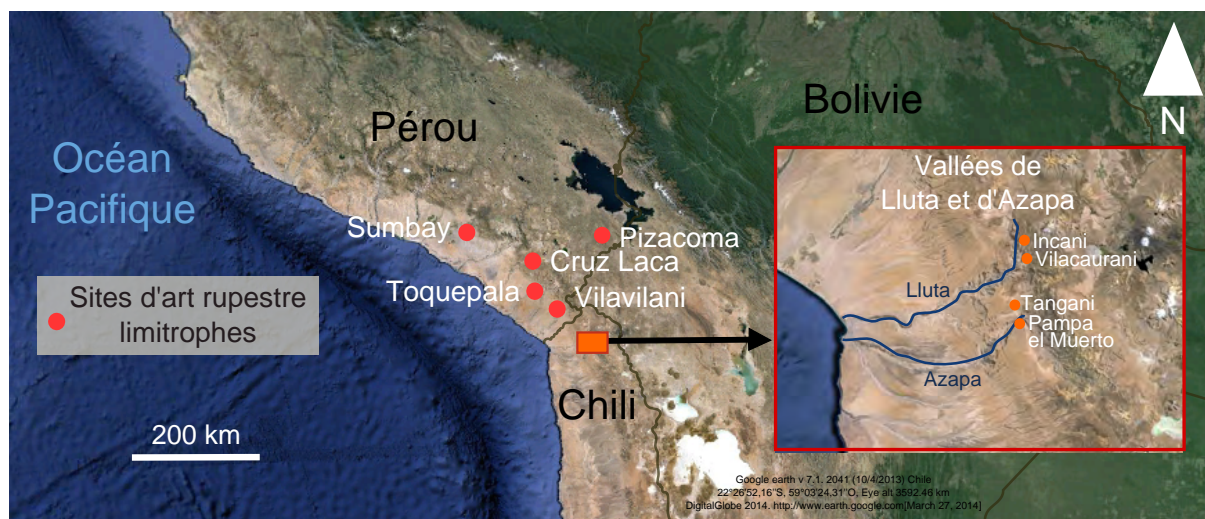 Bolivie
N
Pérou
Océan
Pacifique
Sumbay
Pizacoma
Cruz Laca
Toquepala
Vilavilani
Sites d'art rupestre
limitrophes
Chili
200 km
Vallées de
Lluta et d'Azapa
Incani
Vilacaurani
Lluta
Tangani
Pampa
el Muerto
Azapa
Google earth v 7.1. 2041 (10/4/2013) Chile
22°26'52,16"S, 59°03'24.31"O, Eye alt 3592.46 km
DigitalGlobe 2014. http://www.earth.google.com[March 27, 2014]